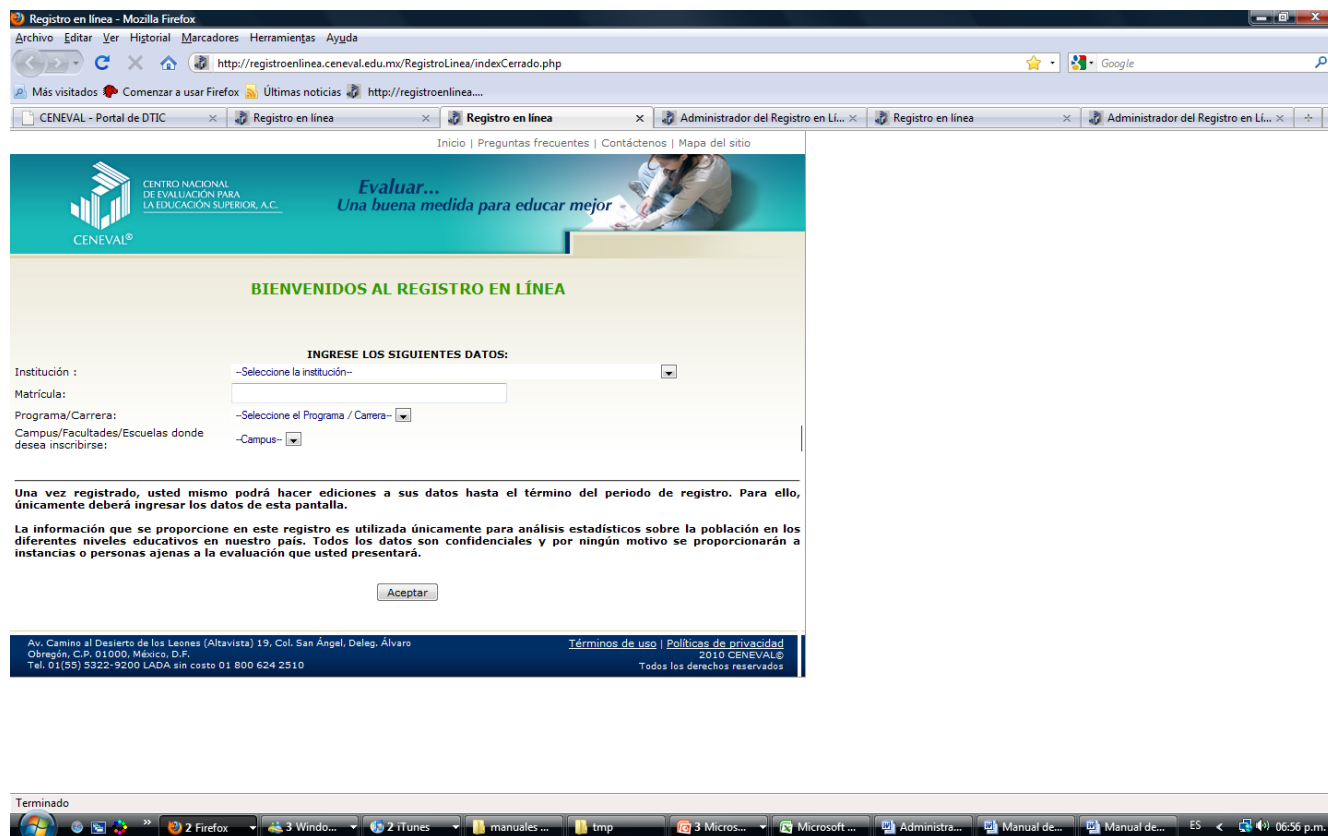 Registro en línea - Mozilla Firefox
Archivo Editar Ver Historial Marcadores Herramientas Ayuda
http://registroenlinea.ceneval.edu.mx/RegistroLinea/indexCerrado.php
Google
Más visitados Comenzar a usar Firefox Últimas noticias http://registroenlinea....
CENEVAL - Portal de DTIC Registro en línea Registro en línea Administrador del Registro en Lí... Registro en línea Administrador del Registro en Lí...
Inicio | Preguntas frecuentes | Contáctenos | Mapa del sitio
CENTRO NACIONAL
DE EVALUACIÓN PARA
LA EDUCACIÓN SUPERIOR, A.C.
CENEVAL®
Evaluar...
Una buena medida para educar mejor
BIENVENIDOS AL REGISTRO EN LÍNEA
INGRESE LOS SIGUIENTES DATOS:
Institución : --Seleccione la institución--
Matrícula:
Programa/Carrera: --Seleccione el Programa / Carrera--
Campus/Facultades/Escuelas donde
desea inscribirse: --Campus--
Una vez registrado, usted mismo podrá hacer ediciones a sus datos hasta el término del periodo de registro. Para ello,
únicamente deberá ingresar los datos de esta pantalla.
La información que se proporcione en este registro es utilizada únicamente para análisis estadísticos sobre la población en los
diferentes niveles educativos en nuestro país. Todos los datos son confidenciales y por ningún motivo se proporcionarán a
instancias o personas ajenas a la evaluación que usted presentará.
Aceptar
Av. Camino al Desierto de los Leones (Altavista) 19, Col. San Ángel, Deleg. Álvaro
Obregón, C.P. 01000, México, D.F.
Tel. 01(55) 5322-9200 LADA sin costo 01 800 624 2510
Términos de uso | Políticas de privacidad
2010 CENEVAL©
Todos los derechos reservados
Terminado
2 Firefox 3 Windo... 2 iTunes manuales ... tmp 3 Micros... Microsoft ... Administra... Manual de... Manual de... ES 06:56 p.m.